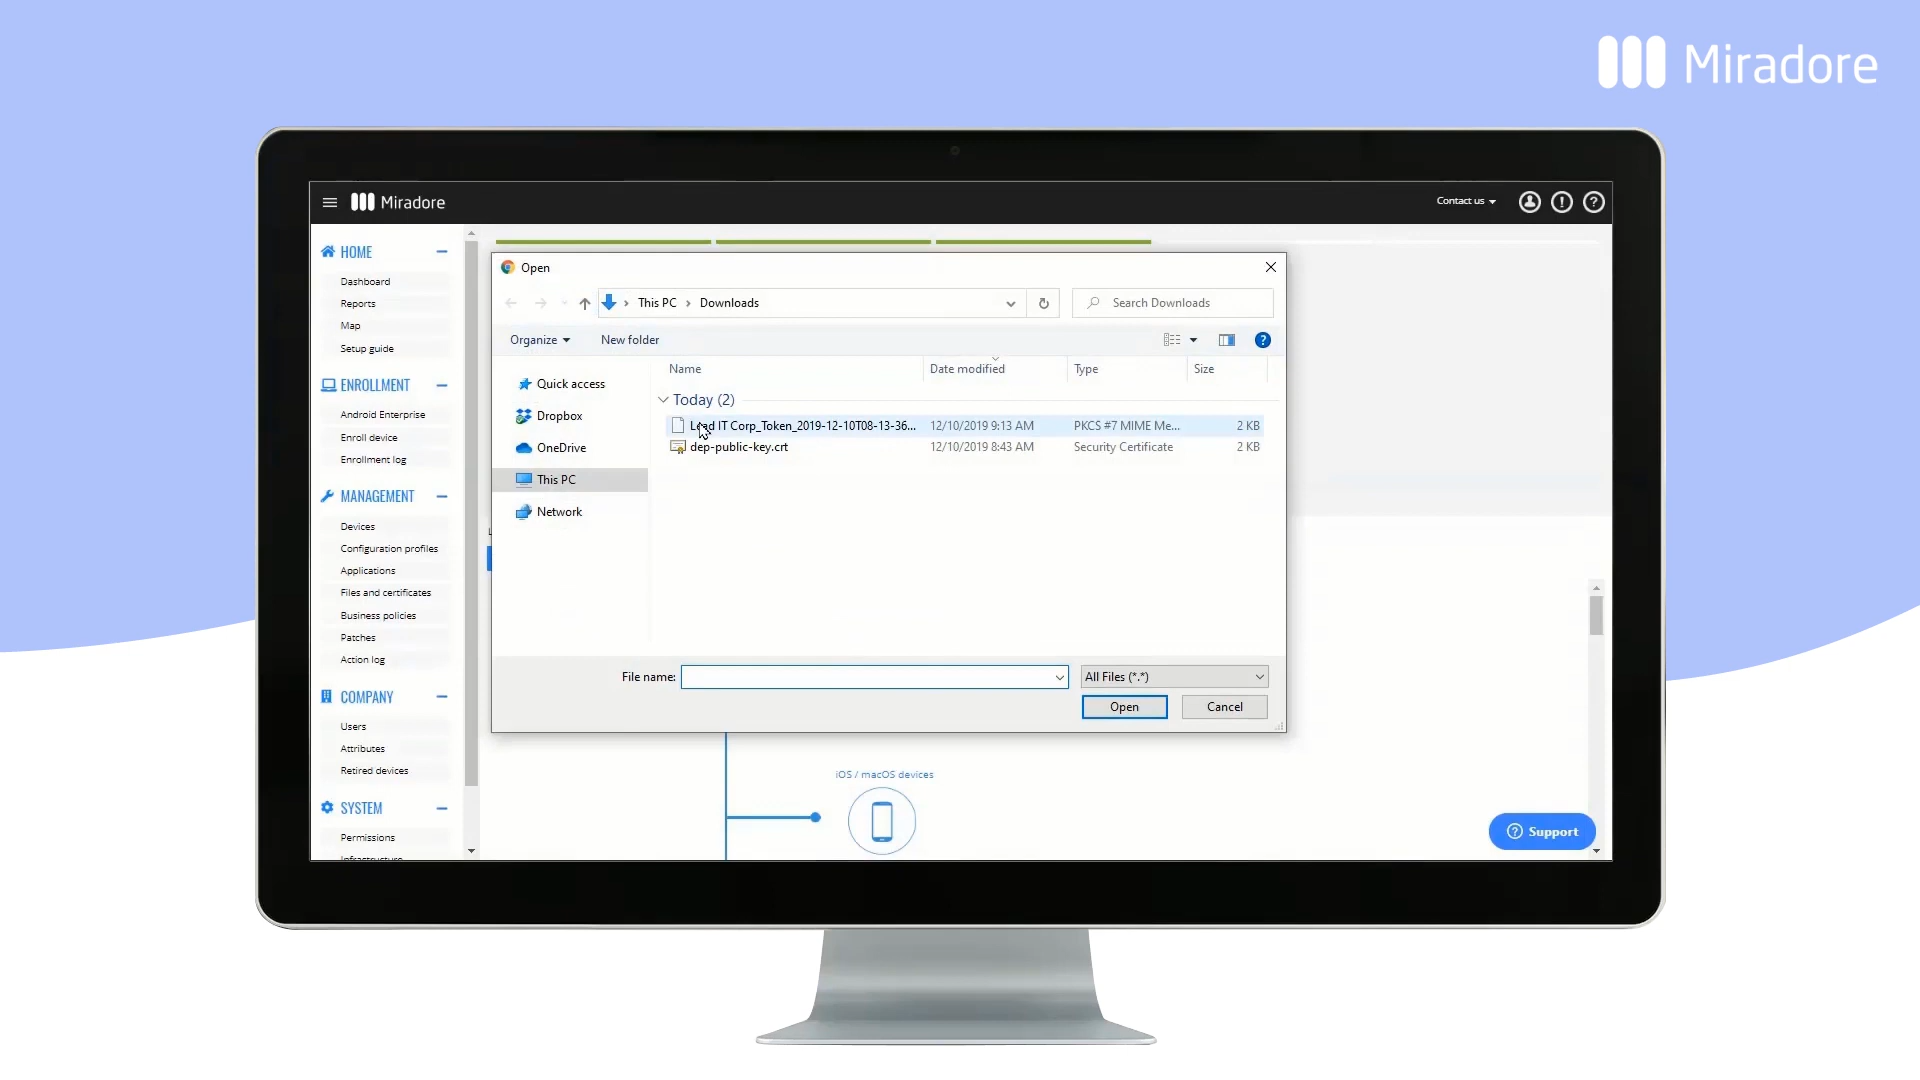 Miradore
Miradore
Contact us
HOME
Dashboard
Reports
Map
Setup guide
ENROLLMENT
Android Enterprise
Enroll device
Enrollment log
MANAGEMENT
Devices
Configuration profiles
Applications
Files and certificates
Business policies
Patches
Action log
COMPANY
Users
Attributes
Retired devices
SYSTEM
Permissions
Infrastructure
Open
This PC > Downloads
Search Downloads
Organize
New folder
Quick access
Dropbox
OneDrive
This PC
Network
Name Date modified Type Size
Today (2)
IT Corp_Token_2019-12-10T08-13-36... 12/10/2019 9:13 AM PKCS #7 MIME Me... 2 KB
dep-public-key.crt 12/10/2019 8:43 AM Security Certificate 2 KB
File name:
All Files (*.*)
Open
Cancel
iOS / macOS devices
Support